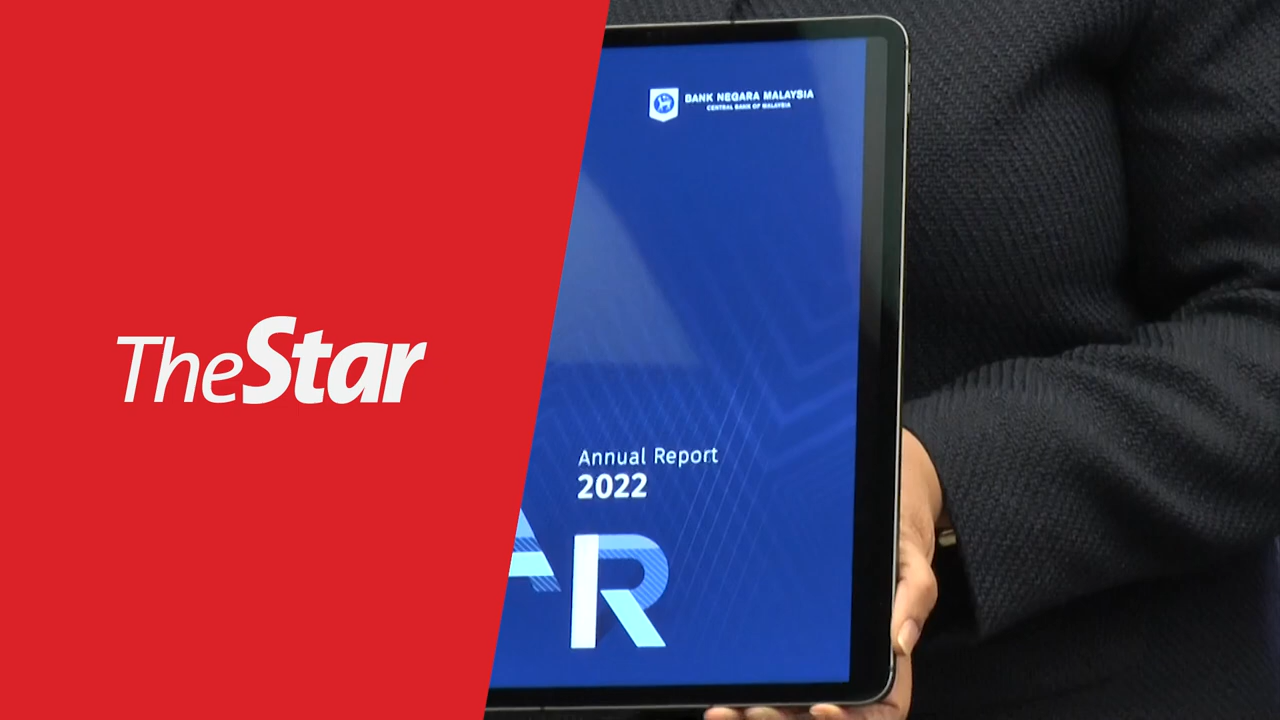 TheStar
BANK NEGARA MALAYSIA
CENTRAL BANK OF MALAYSIA
Annual Report
2022
AR